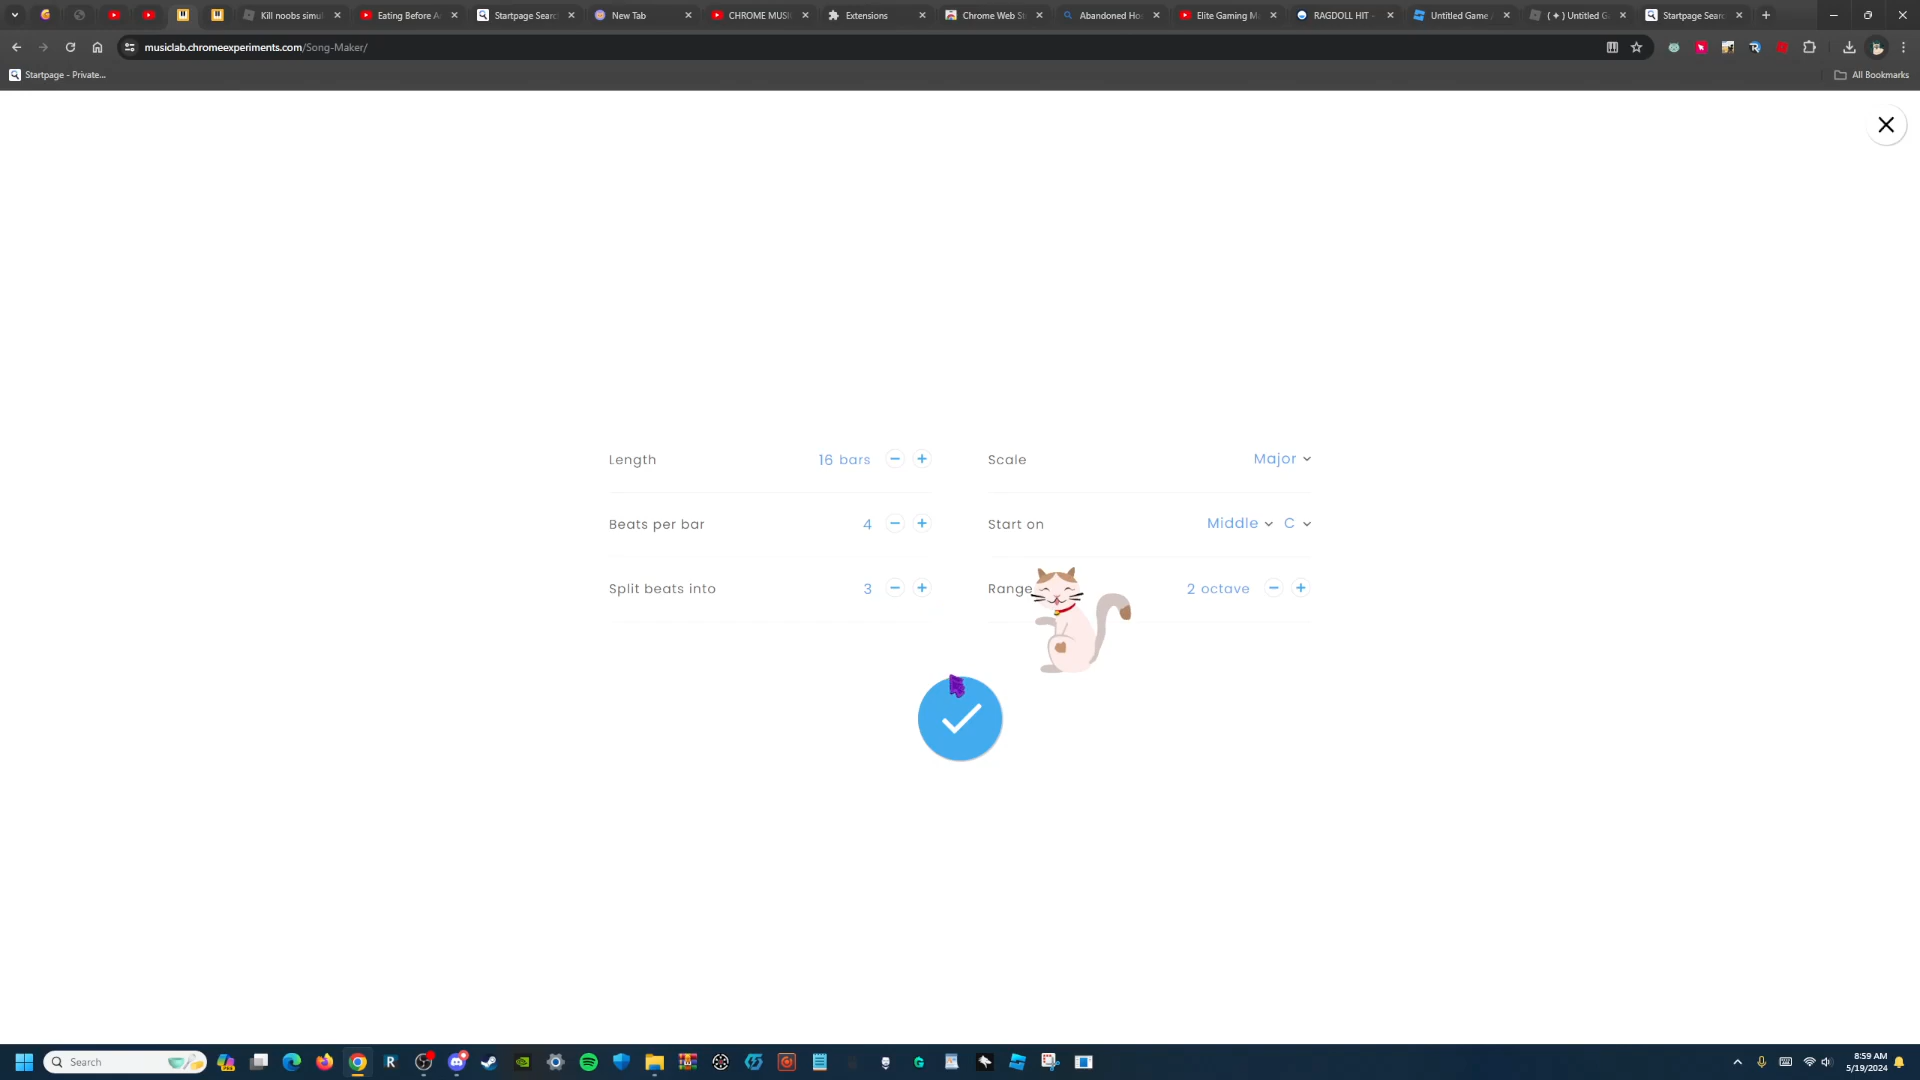 Kill noobs simu
Eating Before A
Startpage Sear
New Tab
CHROME MUSI
Extensions
Chrome Web St
Abandoned Ho
Elite Gaming M
RAGDOLL HIT -
Untitled Game
( + ) Untitled G
Startpage Sear
musiclab.chromeexperiments.com/Song-Maker/
Startpage - Private...
All Bookmarks
Length 16 bars − +
Scale Major
Beats per bar 4 − +
Start on Middle C
Split beats into 3 − +
Range 2 octave − +
Search
8:59 AM
5/19/2024